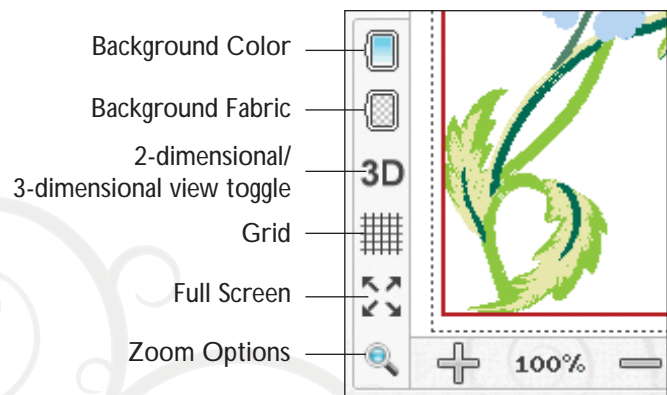 Background Color
Background Fabric
2-dimensional/
3-dimensional view toggle
3D
Grid
Full Screen
Zoom Options
100%